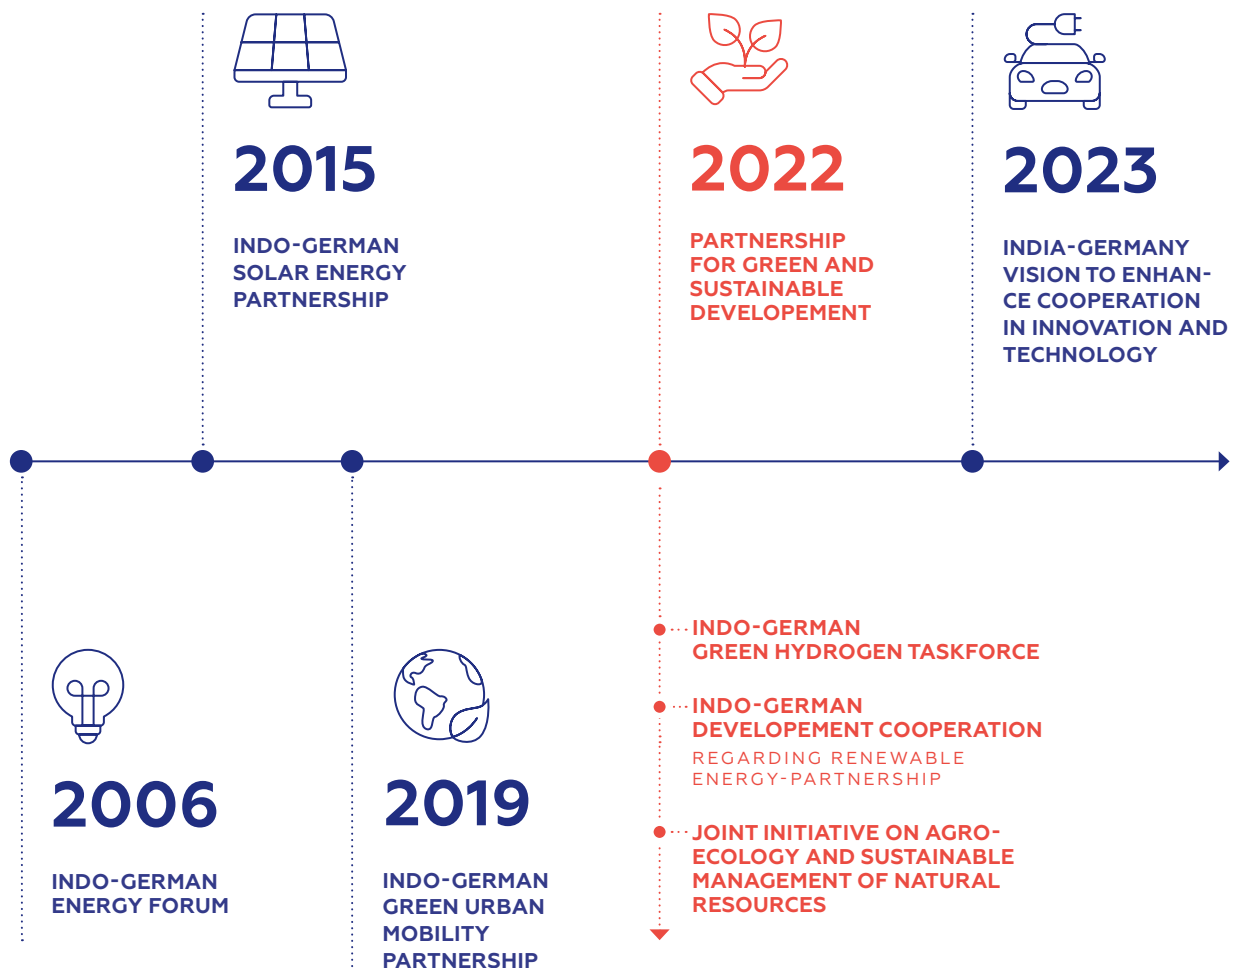 2015
INDO-GERMAN
SOLAR ENERGY
PARTNERSHIP
2022
PARTNERSHIP
FOR GREEN AND
SUSTAINABLE
DEVELOPEMENT
2023
INDIA-GERMANY
VISION TO ENHAN-
CE COOPERATION
IN INNOVATION AND
TECHNOLOGY
2006
INDO-GERMAN
ENERGY FORUM
2019
INDO-GERMAN
GREEN URBAN
MOBILITY
PARTNERSHIP
INDO-GERMAN
GREEN HYDROGEN TASKFORCE
INDO-GERMAN
DEVELOPEMENT COOPERATION
REGARDING RENEWABLE
ENERGY-PARTNERSHIP
JOINT INITIATIVE ON AGRO-
ECOLOGY AND SUSTAINABLE
MANAGEMENT OF NATURAL
RESOURCES